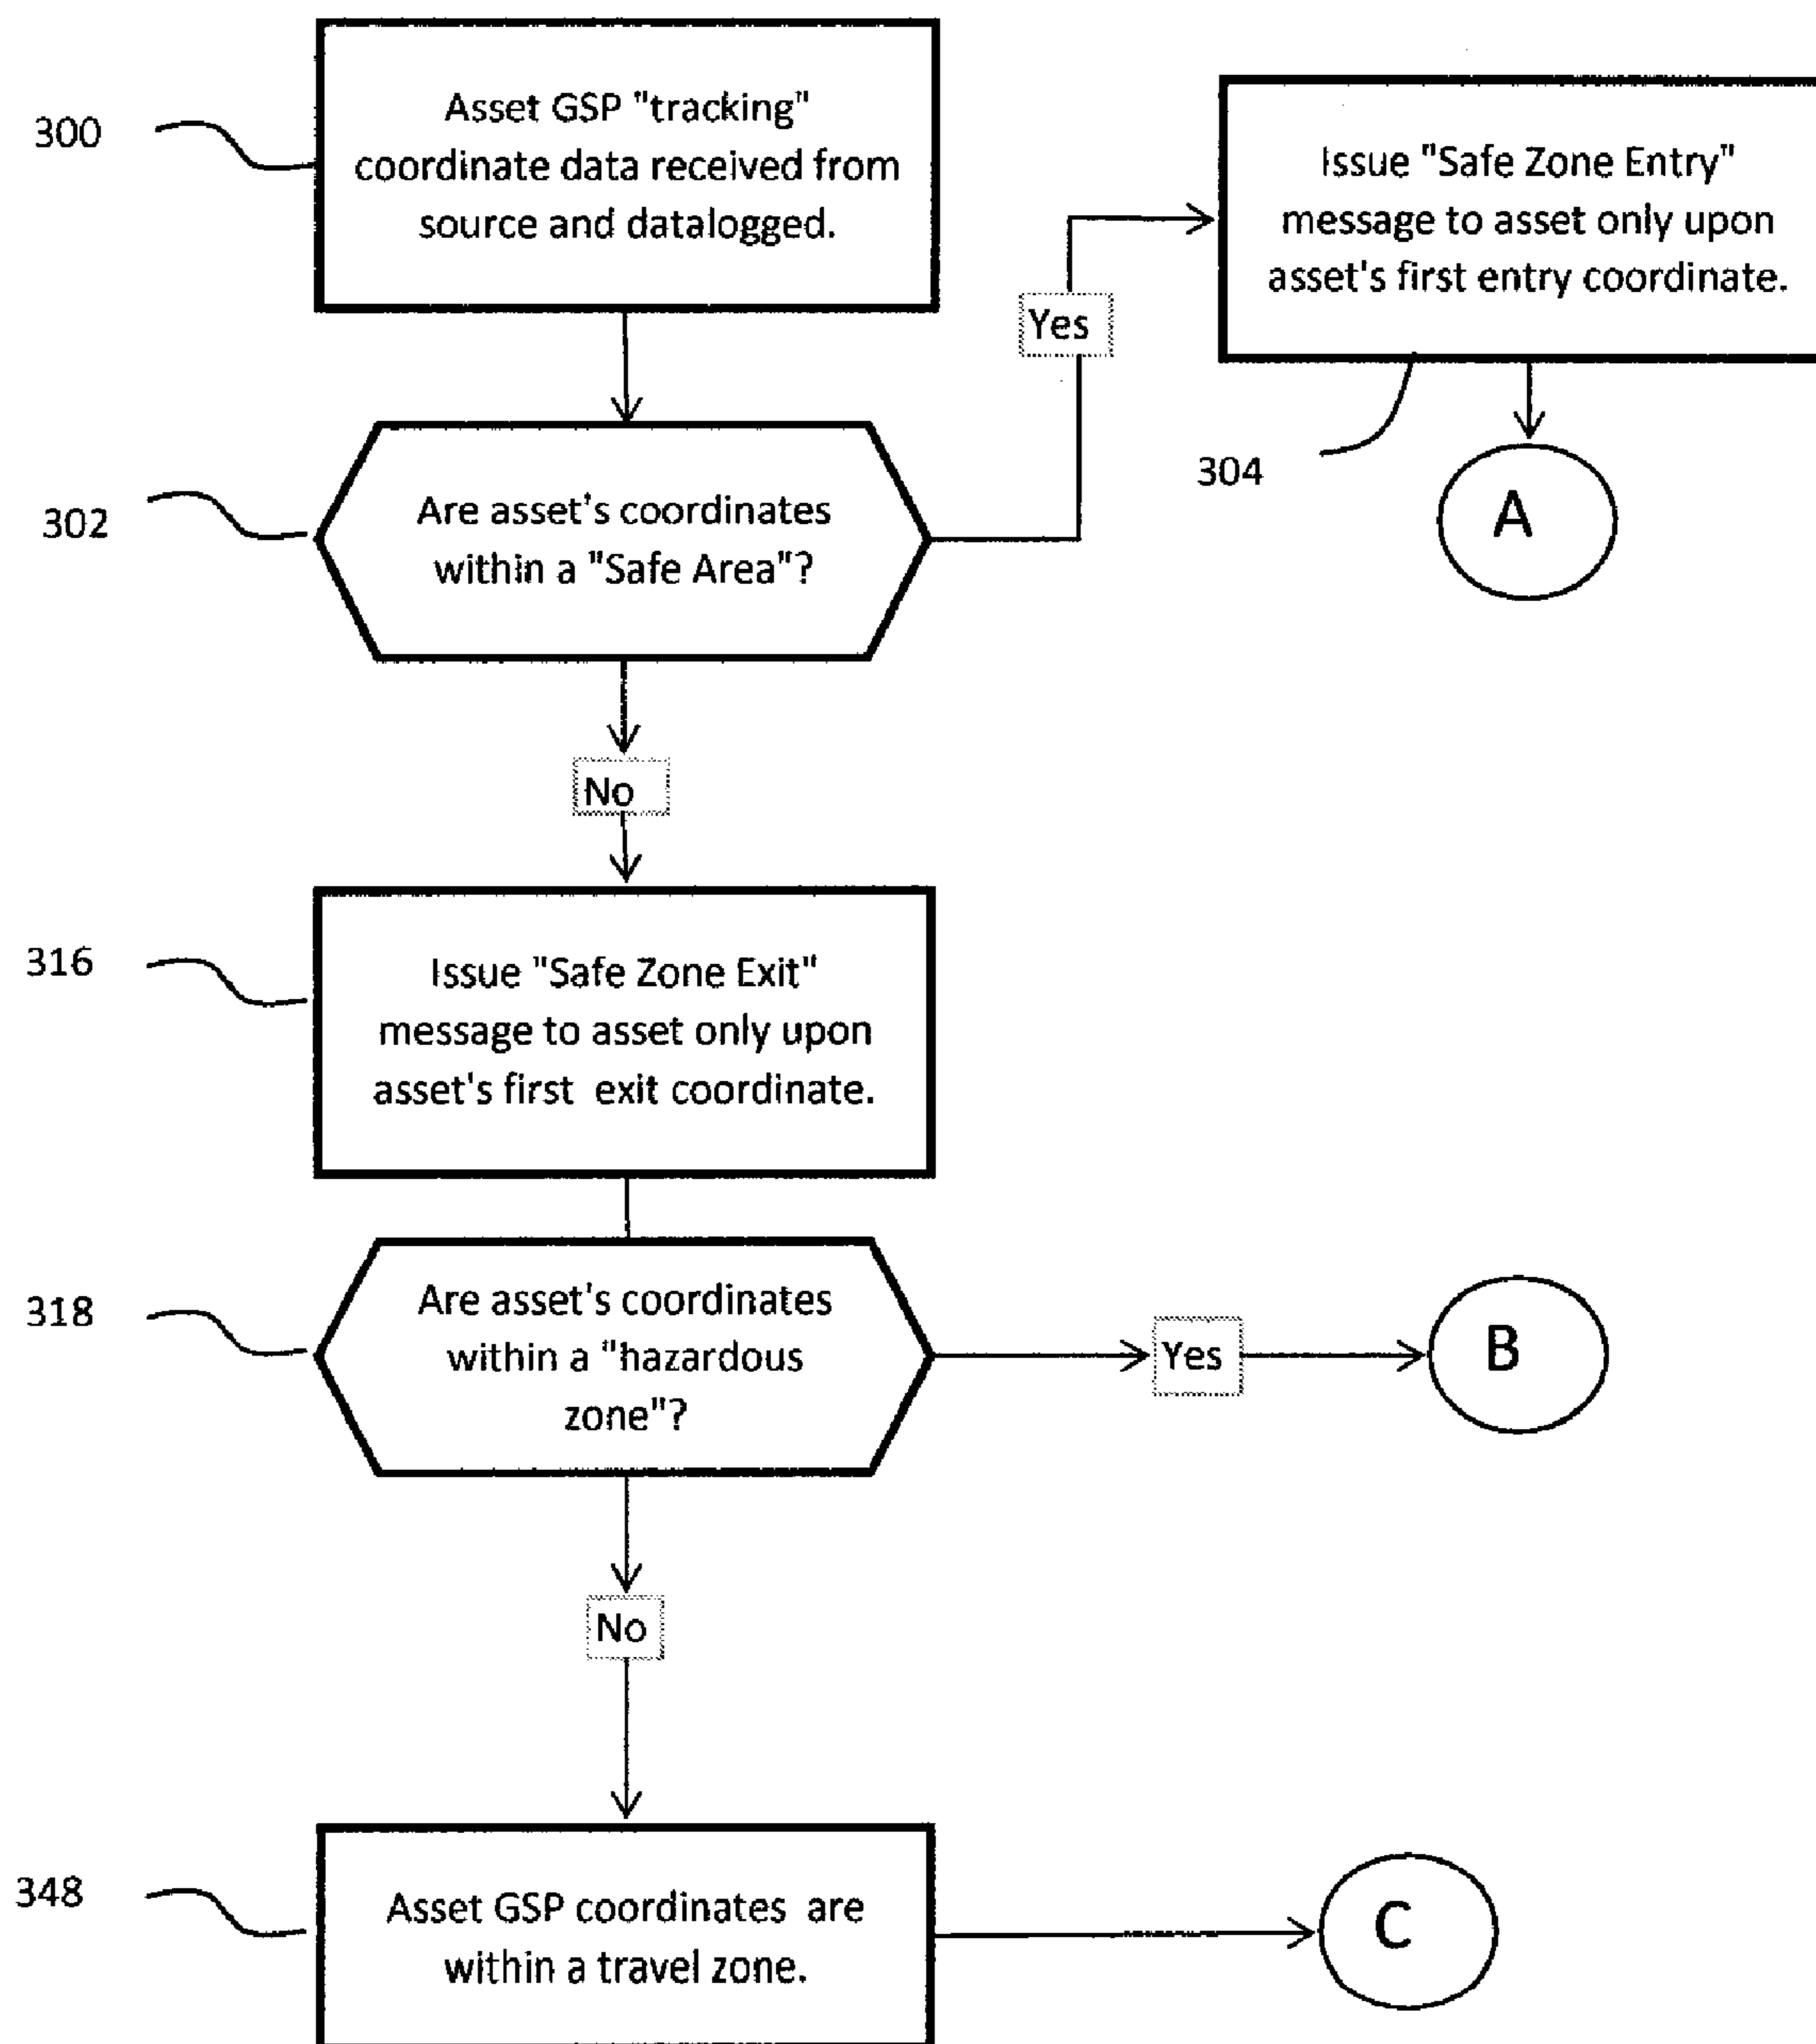 300
Asset GSP "tracking"
coordinate data received from
source and datalogged.
Issue "Safe Zone Entry"
message to asset only upon
asset's first entry coordinate.
Yes
304
A
302
Are asset's coordinates
within a "Safe Area"?
No
316
Issue "Safe Zone Exit"
message to asset only upon
asset's first  exit coordinate.
318
Are asset's coordinates
within a "hazardous
zone"?
Yes
B
No
348
Asset GSP coordinates  are
within a travel zone.
C